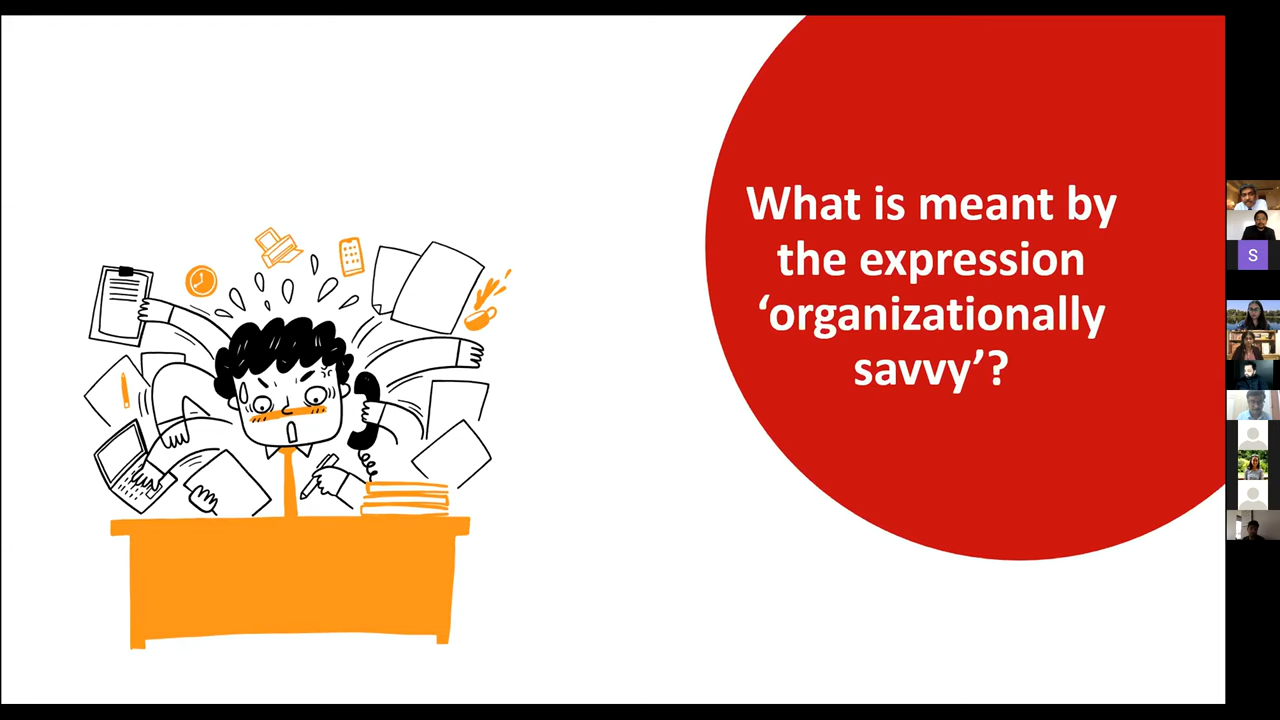 What is meant by
the expression
‘organizationally
savvy’?
S